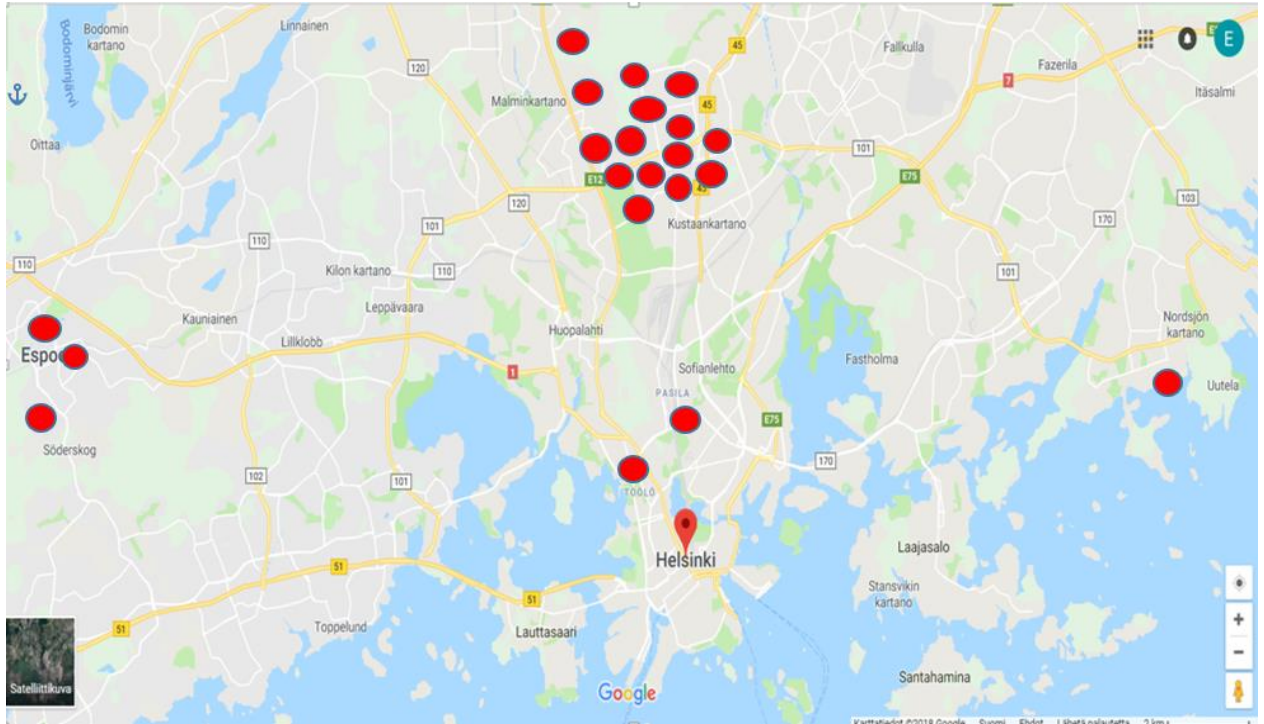 Bodomin
kartano
Bodominjärvi
Linnainen
120
45
Fallkulla
E
Fazerila
7
Itäsalmi
Malminkartano
45
Oittaa
101
E12
45
E75
120
103
101
170
Kustaankartano
110
110
Kilon kartano
110
101
Leppävaara
Kauniainen
Huopalahti
Nordsjön
kartano
Lillklobb
Sofianlehto
Fastholma
1
PASILA
Uutela
E75
Söderskog
102
101
170
TÖÖLÖ
Helsinki
Laajasalo
51
Stansvikin
kartano
51
51
Toppelund
Lauttasaari
Santahamina
Satelliittikuva
Google
Karttatiedot ©2018 Google Suomi Ehdot Lähetä palautetta 2 km